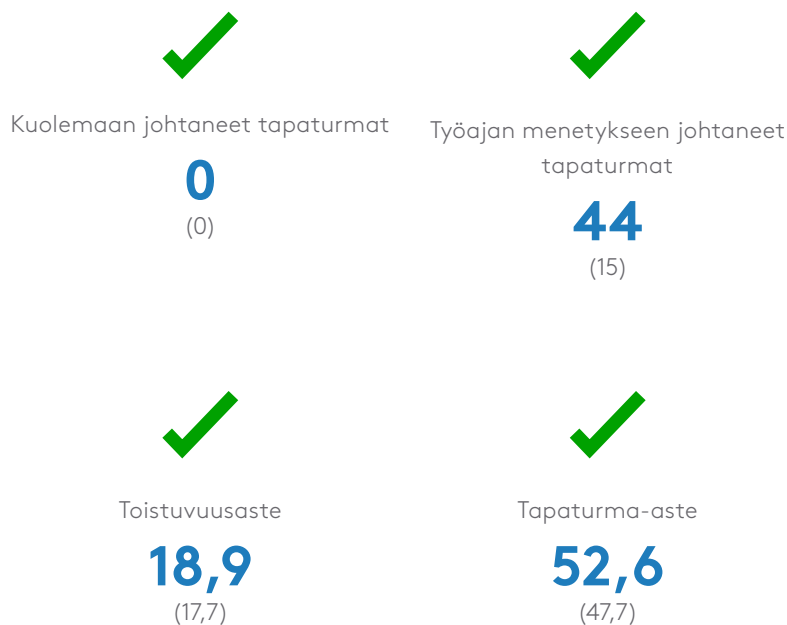 Kuolemaan johtaneet tapaturmat
0
(0)
Työajan menetykseen johtaneet
tapaturmat
44
(15)
Toistuvuusaste
18,9
(17,7)
Tapaturma-aste
52,6
(47,7)